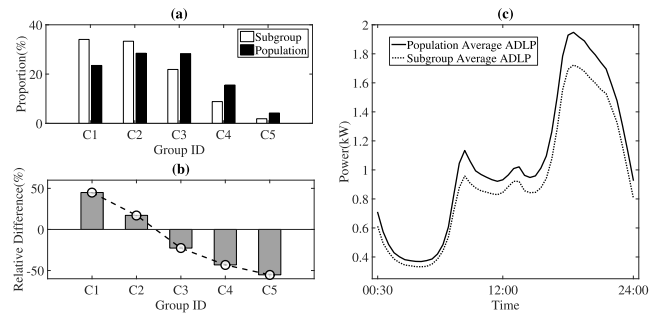 (a)
Proportion(%)
40
20
0
Subgroup
Population
C1 C2 C3 C4 C5
Group ID
(b)
Relative Difference(%)
50
0
-50
C1 C2 C3 C4 C5
Group ID
(c)
Power(kW)
2
1.8
1.6
1.4
1.2
1
0.8
0.6
0.4
Population Average ADLP
Subgroup Average ADLP
00:30 12:00 24:00
Time